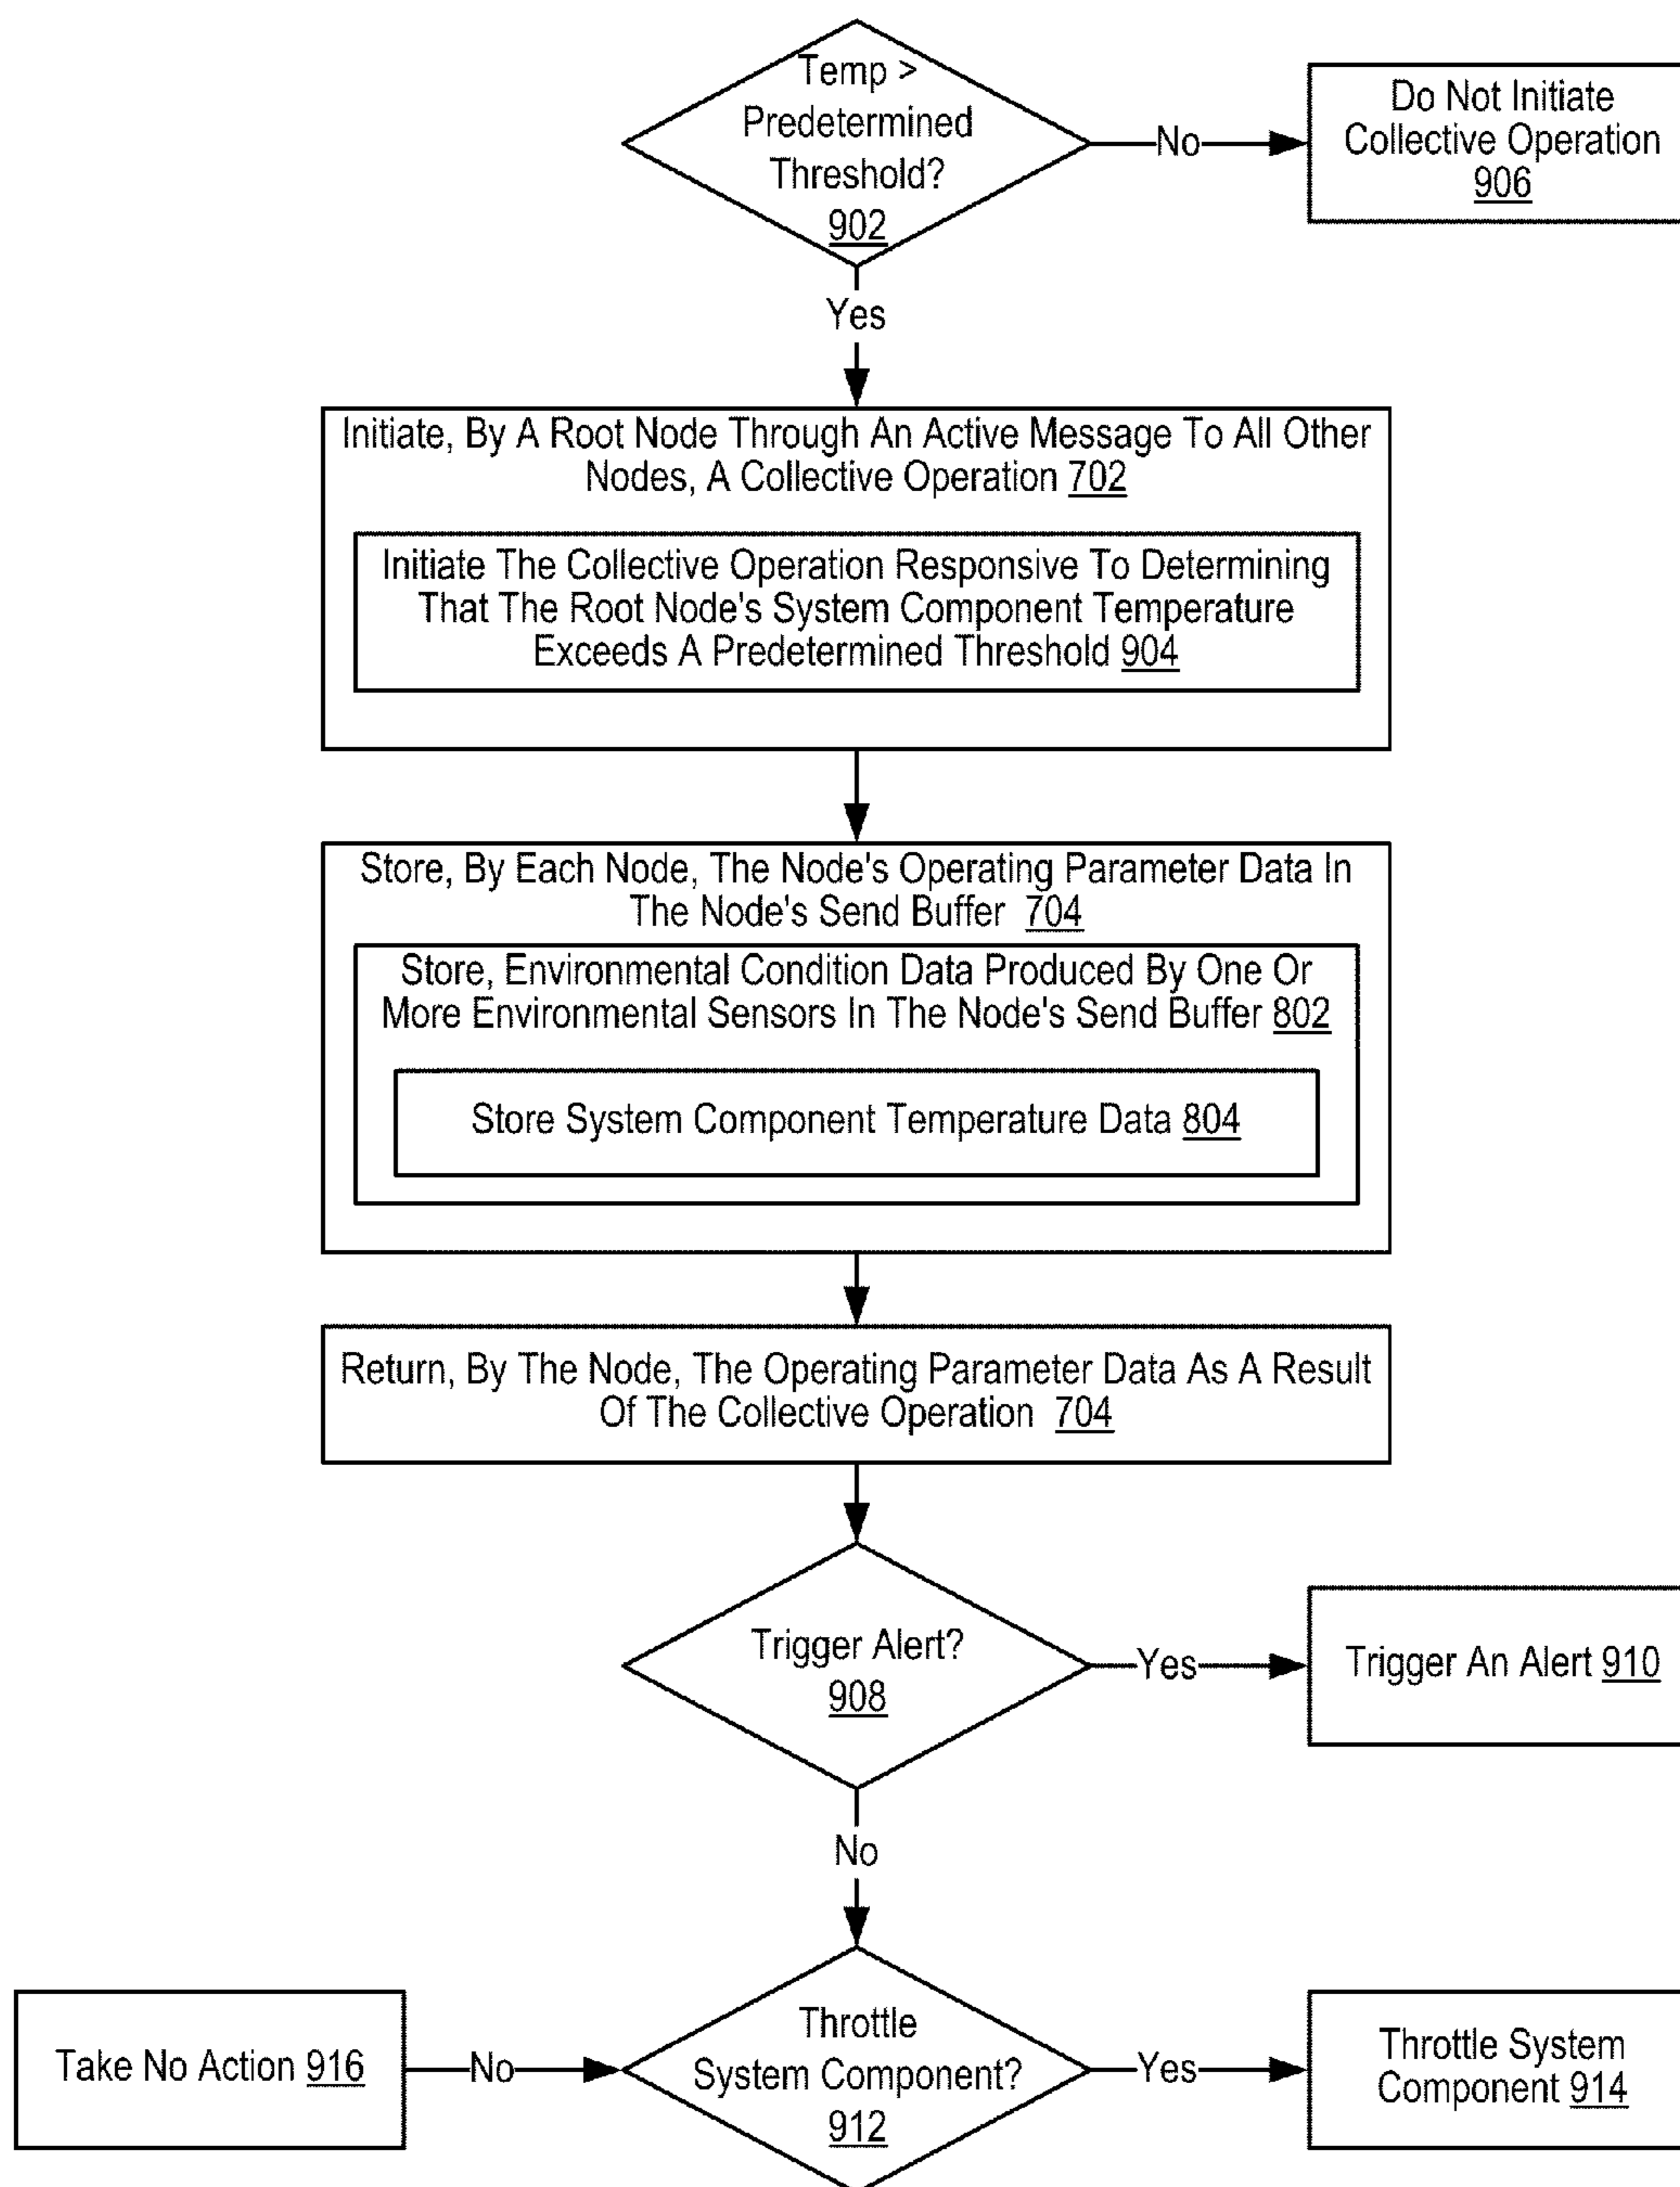 Temp >
Predetermined
Threshold?
902
No
Do Not Initiate
Collective Operation
906
Yes
Initiate, By A Root Node Through An Active Message To All Other
Nodes, A Collective Operation 702
Initiate The Collective Operation Responsive To Determining
That The Root Node's System Component Temperature
Exceeds A Predetermined Threshold 904
Store, By Each Node, The Node's Operating Parameter Data In
The Node's Send Buffer 704
Store, Environmental Condition Data Produced By One Or
More Environmental Sensors In The Node's Send Buffer 802
Store System Component Temperature Data 804
Return, By The Node, The Operating Parameter Data As A Result
Of The Collective Operation 704
Trigger Alert?
908
Yes
Trigger An Alert 910
No
Take No Action 916
No
Throttle
System Component?
912
Yes
Throttle System
Component 914